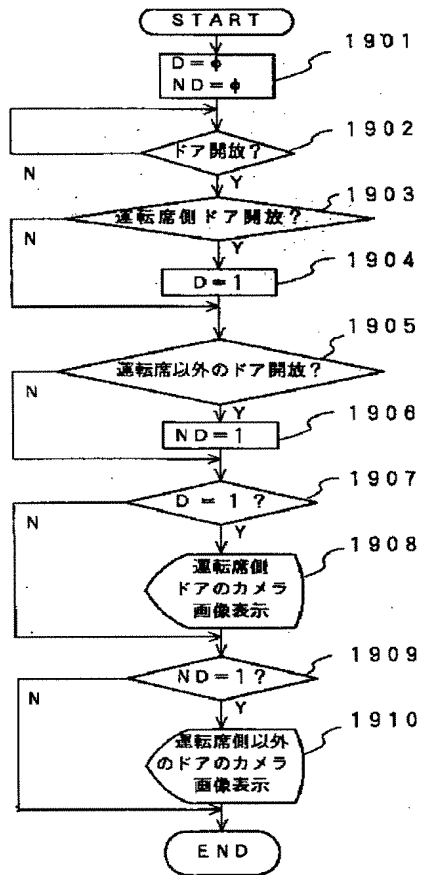 START
1901
D=φ
ND=φ
1902
ドア開放?
N
Y
1903
運転席側ドア開放?
N
Y
1904
D=1
1905
運転席以外のドア開放?
N
Y
1906
ND=1
1907
D=1?
N
Y
1908
運転席側
ドアのカメラ
画像表示
1909
ND=1?
N
Y
1910
運転席側以外
のドアのカメラ
画像表示
END